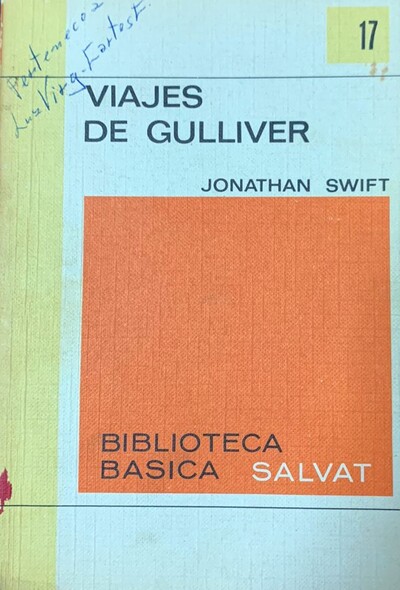 Pertenece a
17
VIAJES
DE GULLIVER
JONATHAN SWIFT
BIBLIOTECA
BASICA SALVAT